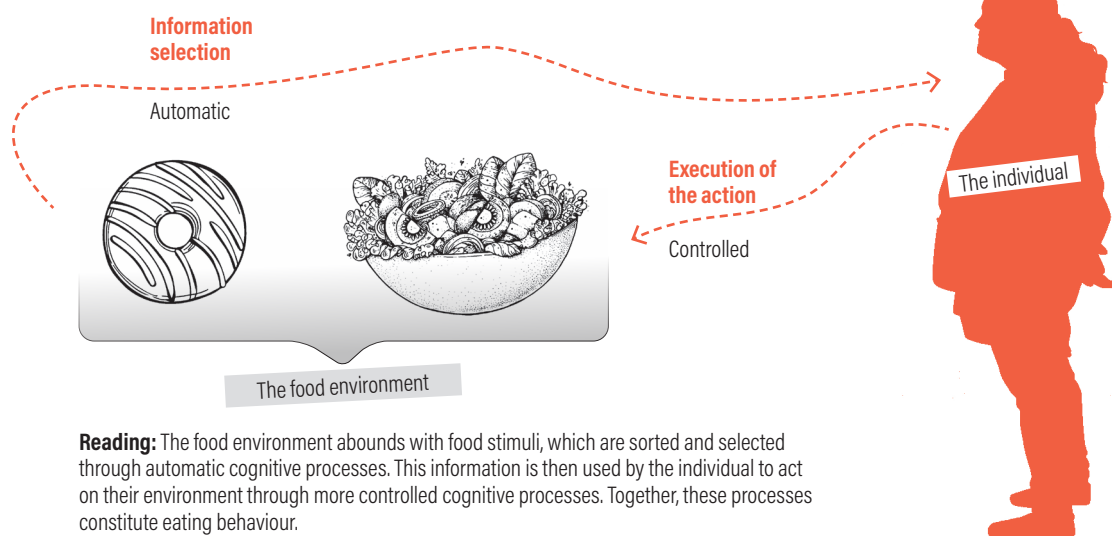 Information
selection
Automatic
Execution of
the action
Controlled
The individual
The food environment
Reading: The food environment abounds with food stimuli, which are sorted and selected
through automatic cognitive processes. This information is then used by the individual to act
on their environment through more controlled cognitive processes. Together, these processes
constitute eating behaviour.